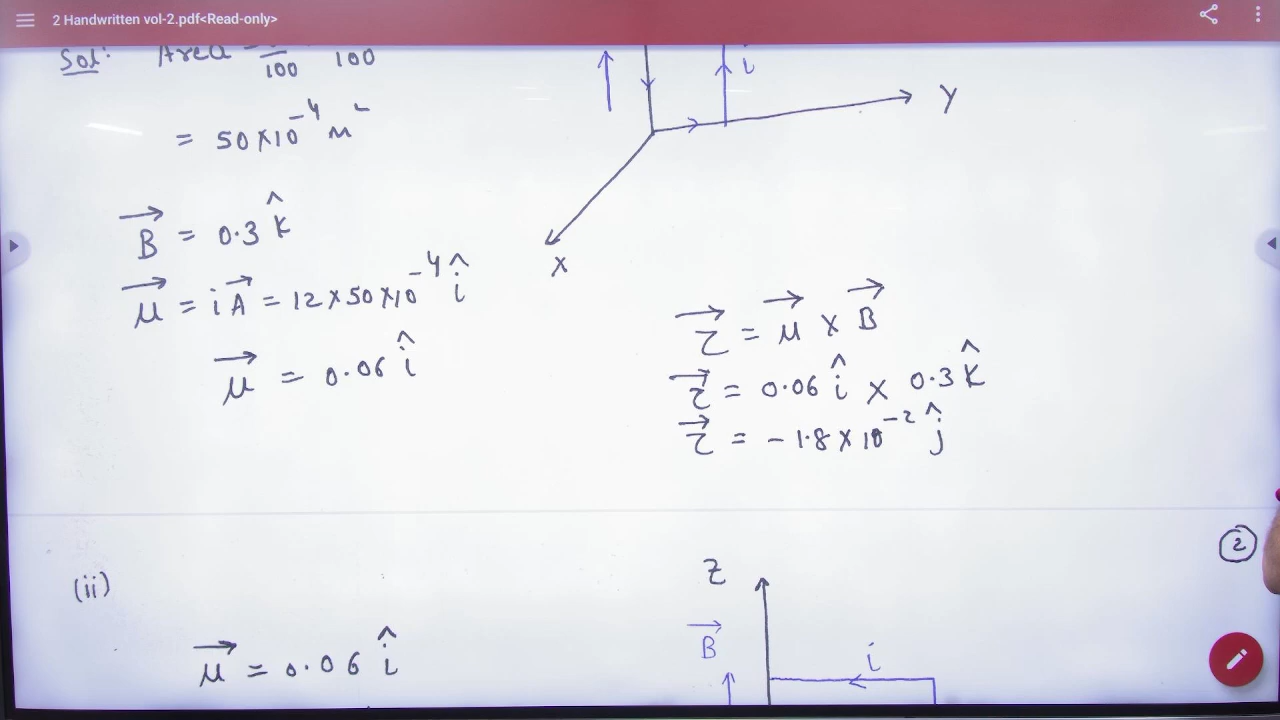 2 Handwritten vol-2.pdf<Read-only>
Sol: Area = /100 100
= 50×10⁻⁴ m²
i
Y
X
B⃗ = 0.3 k̂
μ⃗ = i A⃗ = 12×50×10⁻⁴ î
μ⃗ = 0.06 î
τ⃗ = μ⃗ × B⃗
τ⃗ = 0.06 î × 0.3 k̂
τ⃗ = -1.8×10⁻² ĵ
2
(ii)
μ⃗ = 0.06 î
Z
B⃗
i